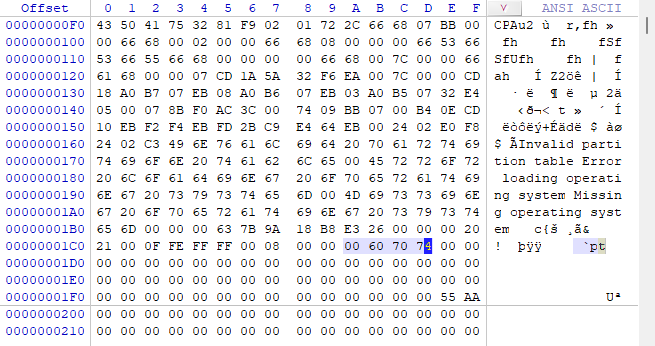 Offset 0 1 2 3 4 5 6 7 8 9 A B C D E F ANSI ASCII
00000000F0 43 50 41 75 32 81 F9 02 01 72 2C 66 68 07 BB 00 CPAu2 ù r,fh »
0000000100 00 66 68 00 02 00 00 66 68 08 00 00 00 66 53 66 fh fh fSf
0000000110 53 66 55 66 68 00 00 00 00 66 68 00 7C 00 00 66 SfUfh fh | f
0000000120 61 68 00 00 07 CD 1A 5A 32 F6 EA 00 7C 00 00 CD ah Í Z2öê | Í
0000000130 18 A0 B7 07 EB 08 A0 B6 07 EB 03 A0 B5 07 32 E4 · ë ¶ ë µ 2ä
0000000140 05 00 07 8B F0 AC 3C 00 74 09 BB 07 00 B4 0E CD ‹ð¬< t » ´ Í
0000000150 10 EB F2 F4 EB FD 2B C9 E4 64 EB 00 24 02 E0 F8 ëòôëý+Éädë $ àø
0000000160 24 02 C3 49 6E 76 61 6C 69 64 20 70 61 72 74 69 $ ÃInvalid parti
0000000170 74 69 6F 6E 20 74 61 62 6C 65 00 45 72 72 6F 72 tion table Error
0000000180 20 6C 6F 61 64 69 6E 67 20 6F 70 65 72 61 74 69 loading operati
0000000190 6E 67 20 73 79 73 74 65 6D 00 4D 69 73 73 69 6E ng system Missin
00000001A0 67 20 6F 70 65 72 61 74 69 6E 67 20 73 79 73 74 g operating syst
00000001B0 65 6D 00 00 00 63 7B 9A 18 B8 E3 26 00 00 00 20 em c{š ¸ã&
00000001C0 21 00 0F FE FF FF 00 08 00 00 00 60 70 74 00 00 ! þÿÿ `pt
00000001D0 00 00 00 00 00 00 00 00 00 00 00 00 00 00 00 00
00000001E0 00 00 00 00 00 00 00 00 00 00 00 00 00 00 00 00
00000001F0 00 00 00 00 00 00 00 00 00 00 00 00 00 00 55 AA Uª
0000000200 00 00 00 00 00 00 00 00 00 00 00 00 00 00 00 00
0000000210 00 00 00 00 00 00 00 00 00 00 00 00 00 00 00 00